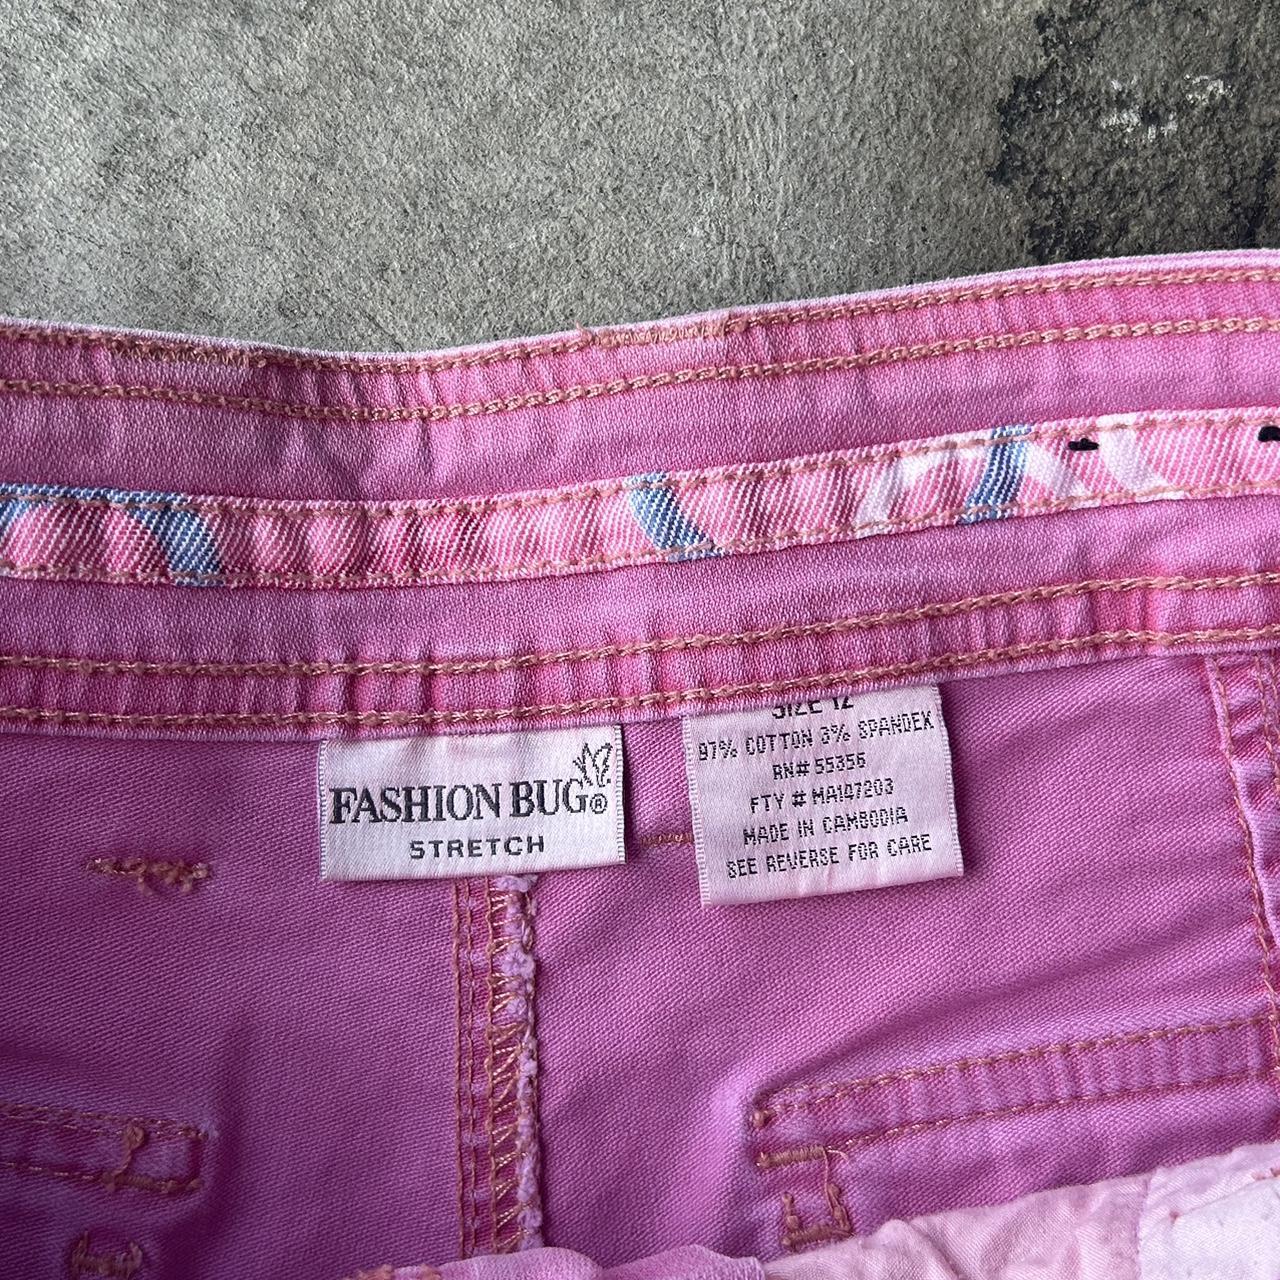 FASHION BUG®
STRETCH
SIZE 12
97% COTTON 3% SPANDEX
RN# 55356
FTY # MA147203
MADE IN CAMBODIA
SEE REVERSE FOR CARE